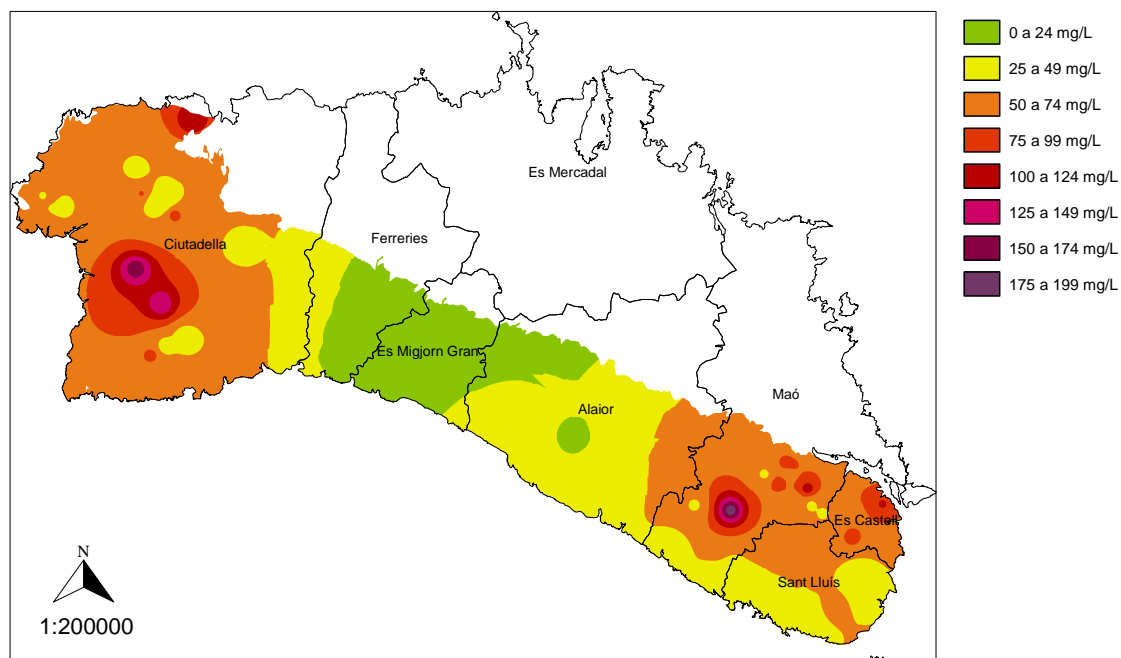 0 a 24 mg/L
25 a 49 mg/L
50 a 74 mg/L
75 a 99 mg/L
100 a 124 mg/L
125 a 149 mg/L
150 a 174 mg/L
175 a 199 mg/L
Es Mercadal
Ferreries
Ciutadella
Es Migjorn Gran
Maó
Alaior
Es Castell
Sant Lluís
N
1:200000